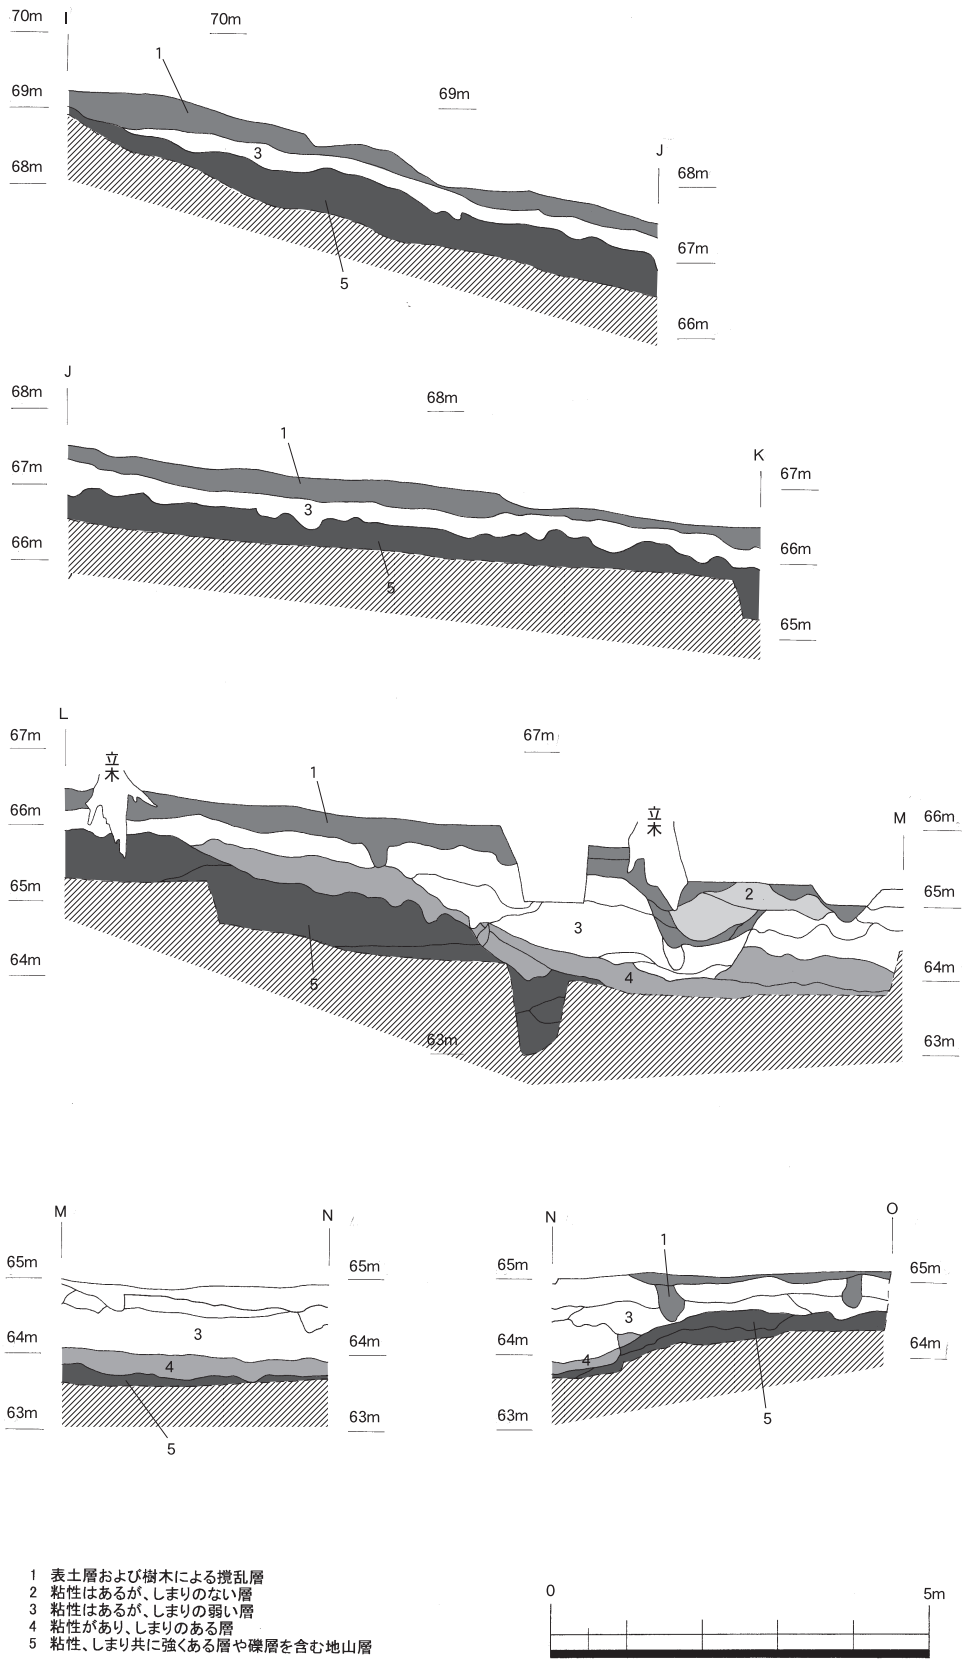 70m
I
70m
1
69m
69m
3
J
68m
68m
67m
5
66m
J
68m
68m
1
K
67m
67m
3
66m
66m
5
65m
L
67m
67m
立木
1
66m
立木
M
66m
65m
2
65m
3
64m
4
64m
5
63m
63m
M
N
N
O
1
65m
65m
65m
65m
3
64m
3
64m
64m
64m
4
4
63m
63m
63m
5
5
1 表土層および樹木による撹乱層
2 粘性はあるが、しまりのない層
3 粘性はあるが、しまりの弱い層
4 粘性があり、しまりのある層
5 粘性、しまり共に強くある層や礫層を含む地山層
0
5m